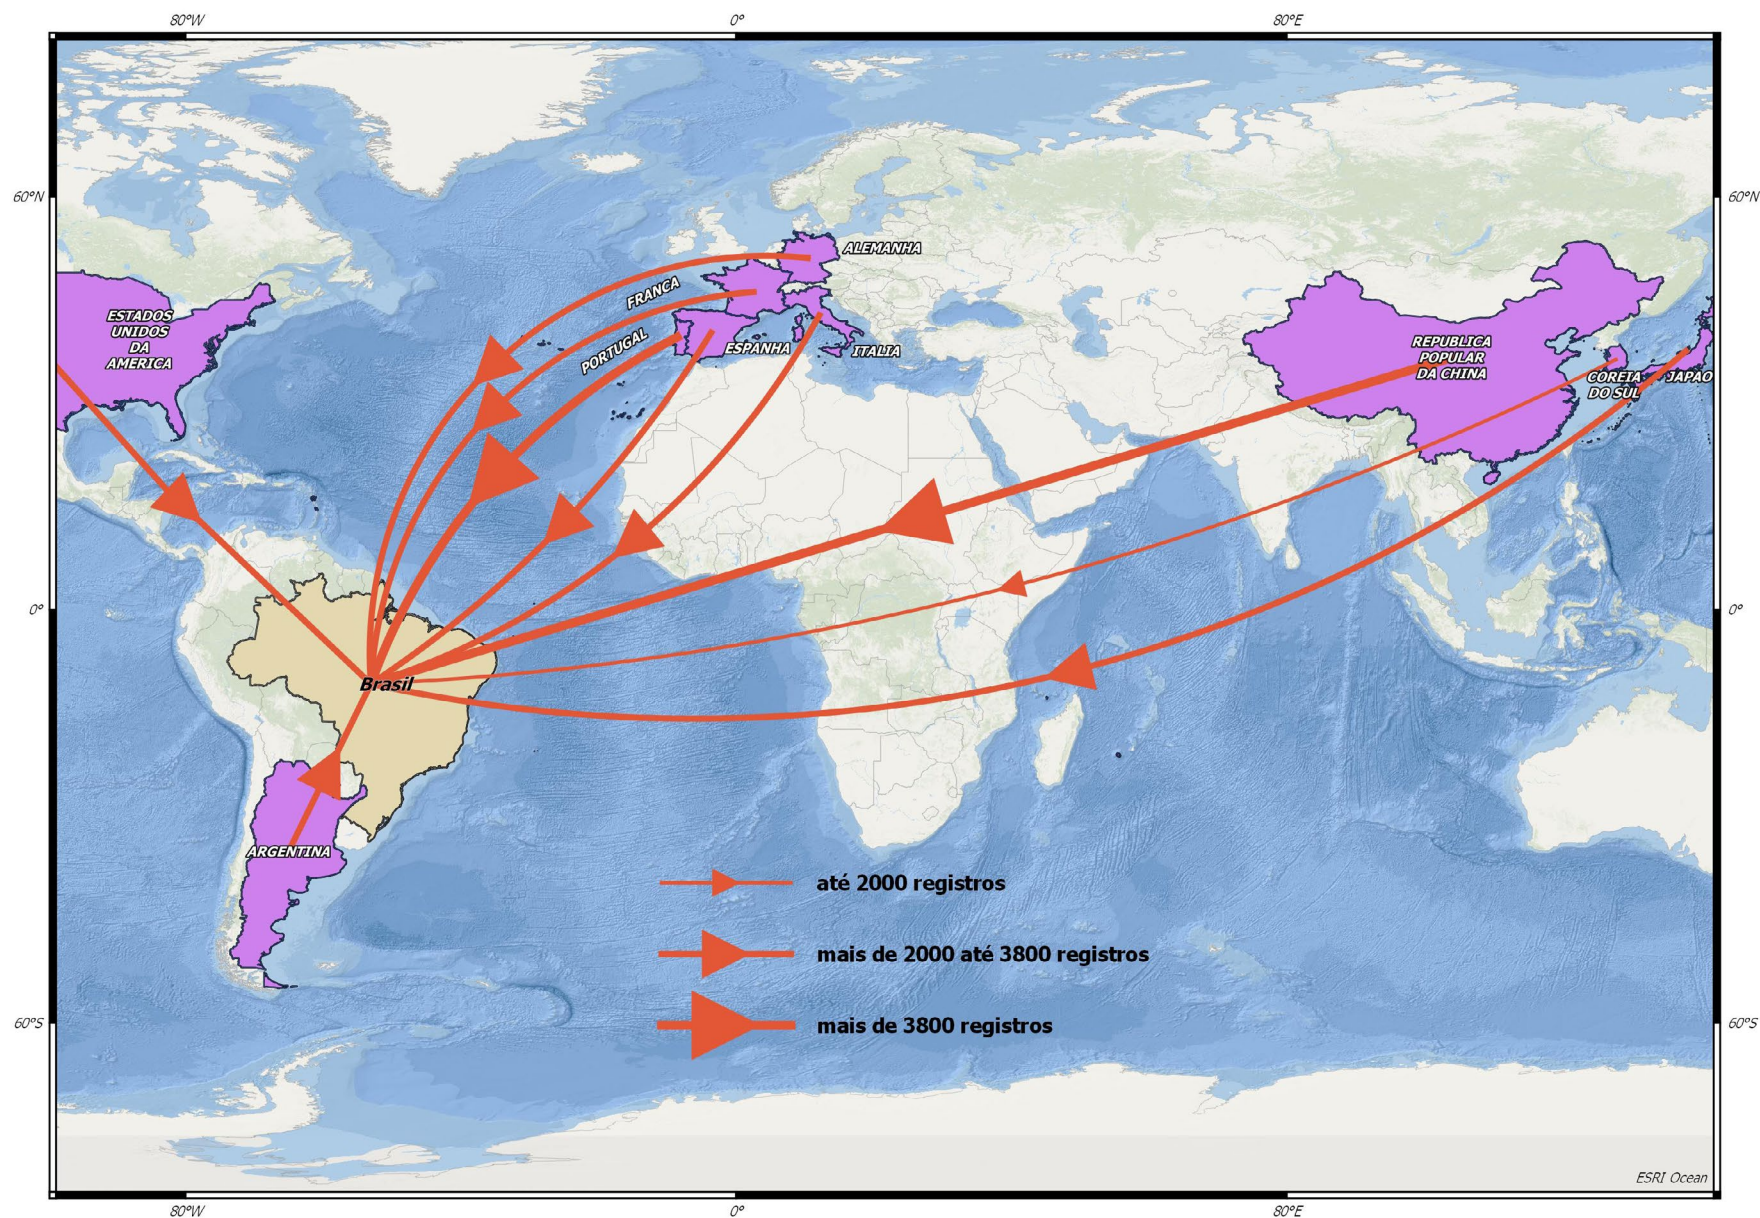 80°W 0° 80°E
60°N 60°N
ALEMANHA
FRANCA
ESTADOS
UNIDOS
DA
AMERICA
PORTUGAL
ESPANHA
ITALIA
REPUBLICA
POPULAR
DA CHINA
COREIA
DO SUL
JAPAO
0° 0°
Brasil
ARGENTINA
até 2000 registros
mais de 2000 até 3800 registros
mais de 3800 registros
60°S 60°S
ESRI Ocean
80°W 0° 80°E